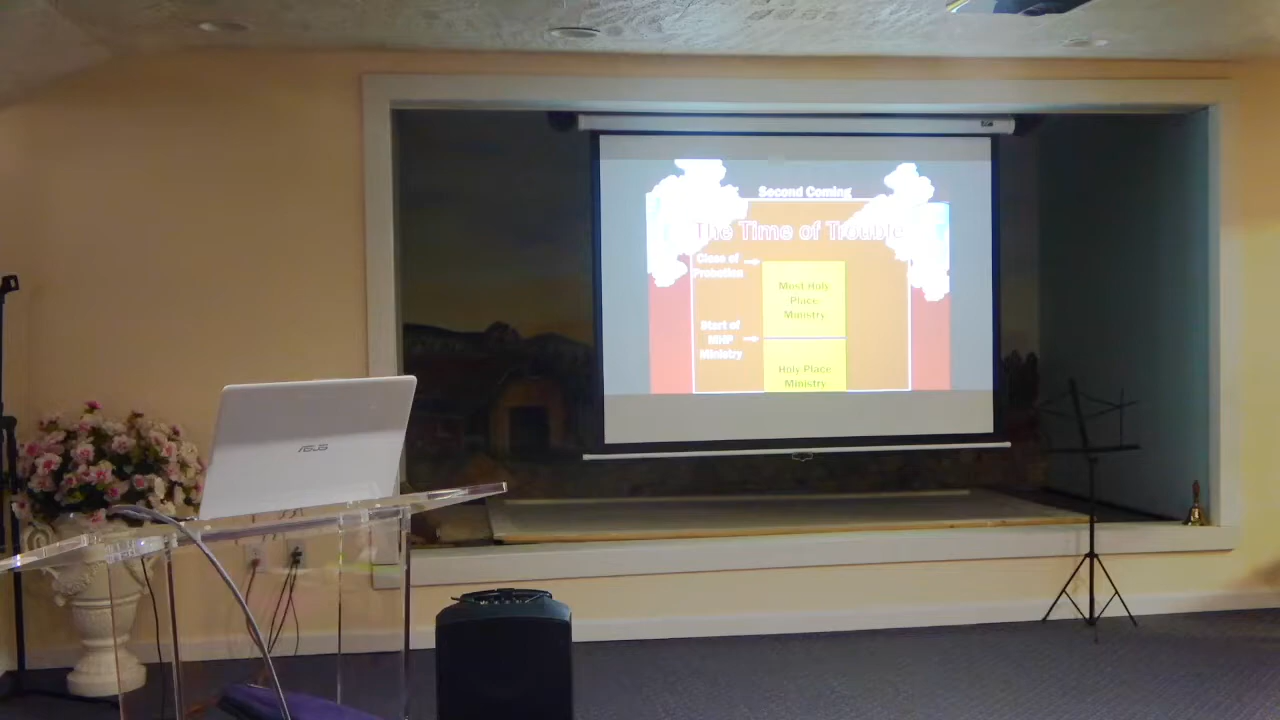 Second Coming
The Time of Trouble
Close of
Probation
Most Holy
Place
Ministry
Start of
MHP
Ministry
Holy Place
Ministry
ASUS